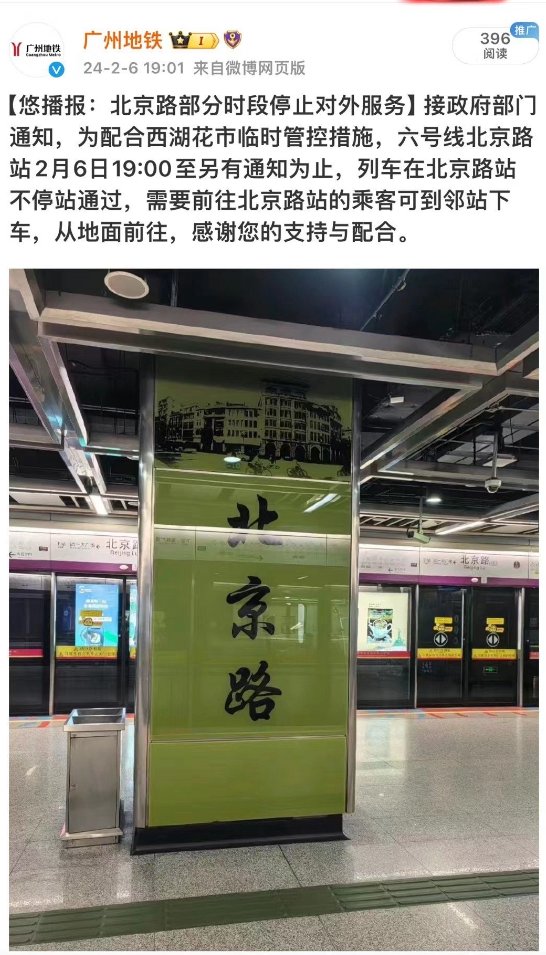 推广
广州地铁
Guangzhou Metro
广州地铁 I
396
阅读
24-2-6 19:01 来自微博网页版
【悠播报：北京路部分时段停止对外服务】接政府部门
通知，为配合西湖花市临时管控措施，六号线北京路
站2月6日19:00至另有通知为止，列车在北京路站
不停站通过，需要前往北京路站的乘客可到邻站下
车，从地面前往，感谢您的支持与配合。
北京路
北京路
Beijing Lu
北
京
路